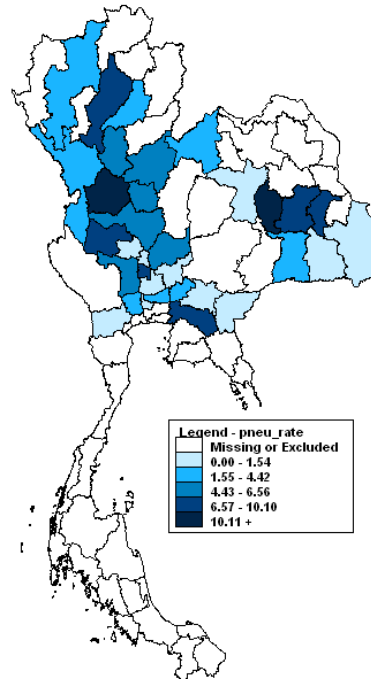 Legend - pneu_rate
Missing or Excluded
0.00 - 1.54
1.55 - 4.42
4.43 - 6.56
6.57 - 10.10
10.11 +